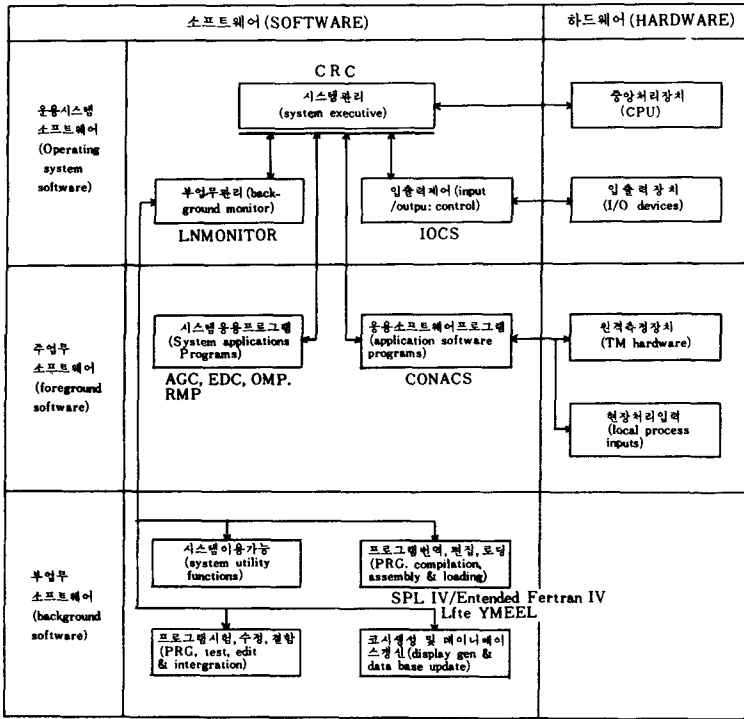 소프트웨어(SOFTWARE)
하드웨어(HARDWARE)
운용시스템
소프트웨어
(Operating
system
software)
CRC
시스템관리
(system executive)
중앙처리장치
(CPU)
부업무관리(back-
ground monitor)
LNMONITOR
입출력제어(input
/outpu: control)
IOCS
입출력장치
(I/O devices)
주업무
소프트웨어
(foreground
software)
시스템응용프로그램
(System applications
Programs)
AGC, EDC, OMP.
RMP
응용소프트웨어프로그램
(application software
programs)
CONACS
원격측정장치
(TM hardware)
현장처리입력
(local process
inputs)
부업무
소프트웨어
(background
software)
시스템이용가능
(system utility
functions)
프로그램번역, 편집, 로딩
(PRG. compilation,
assembly & loading)
SPL IV/Entended Fertran IV
Lfte YMEEL
프로그램시험, 수정, 결합
(PRG, test, edit
& intergration)
코시생성 및 데이니베이
스갱신(display gen &
data base update)